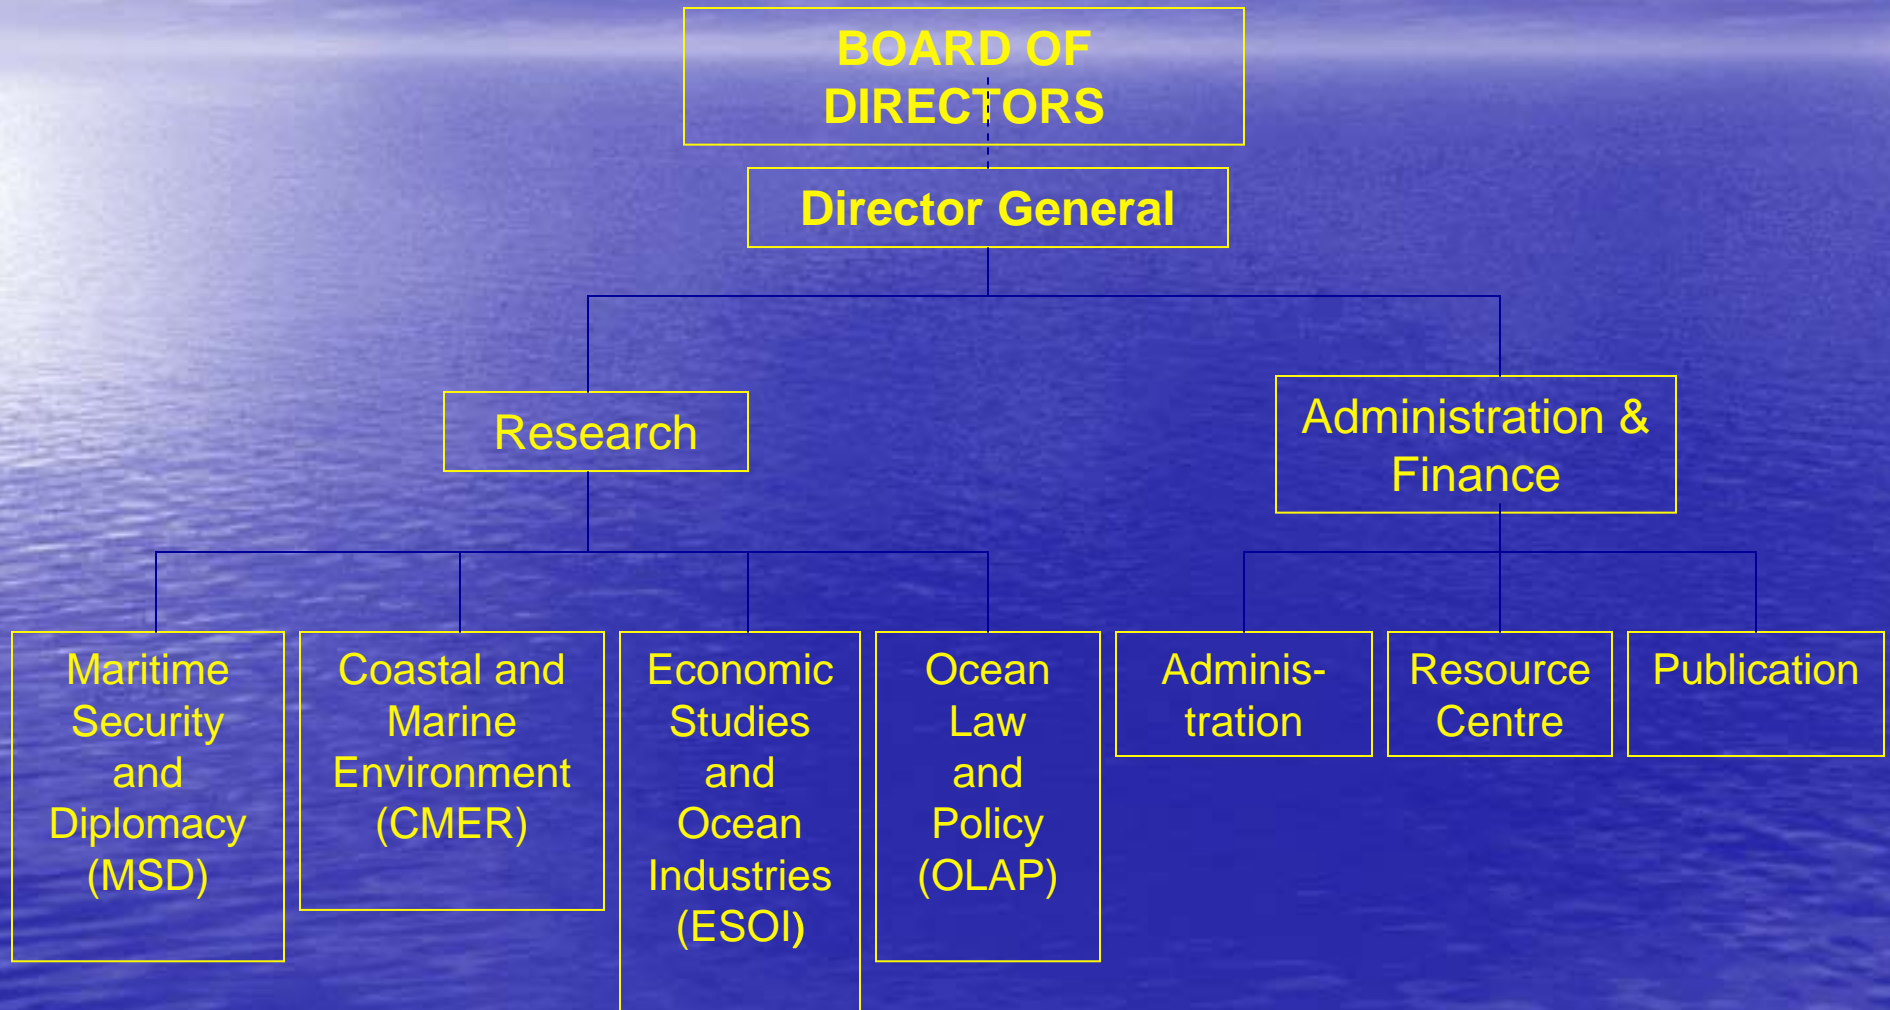 BOARD OF
DIRECTORS
Director General
Research
Administration &
Finance
Maritime
Security
and
Diplomacy
(MSD)
Coastal and
Marine
Environment
(CMER)
Economic
Studies
and
Ocean
Industries
(ESOI)
Ocean
Law
and
Policy
(OLAP)
Adminis-
tration
Resource
Centre
Publication